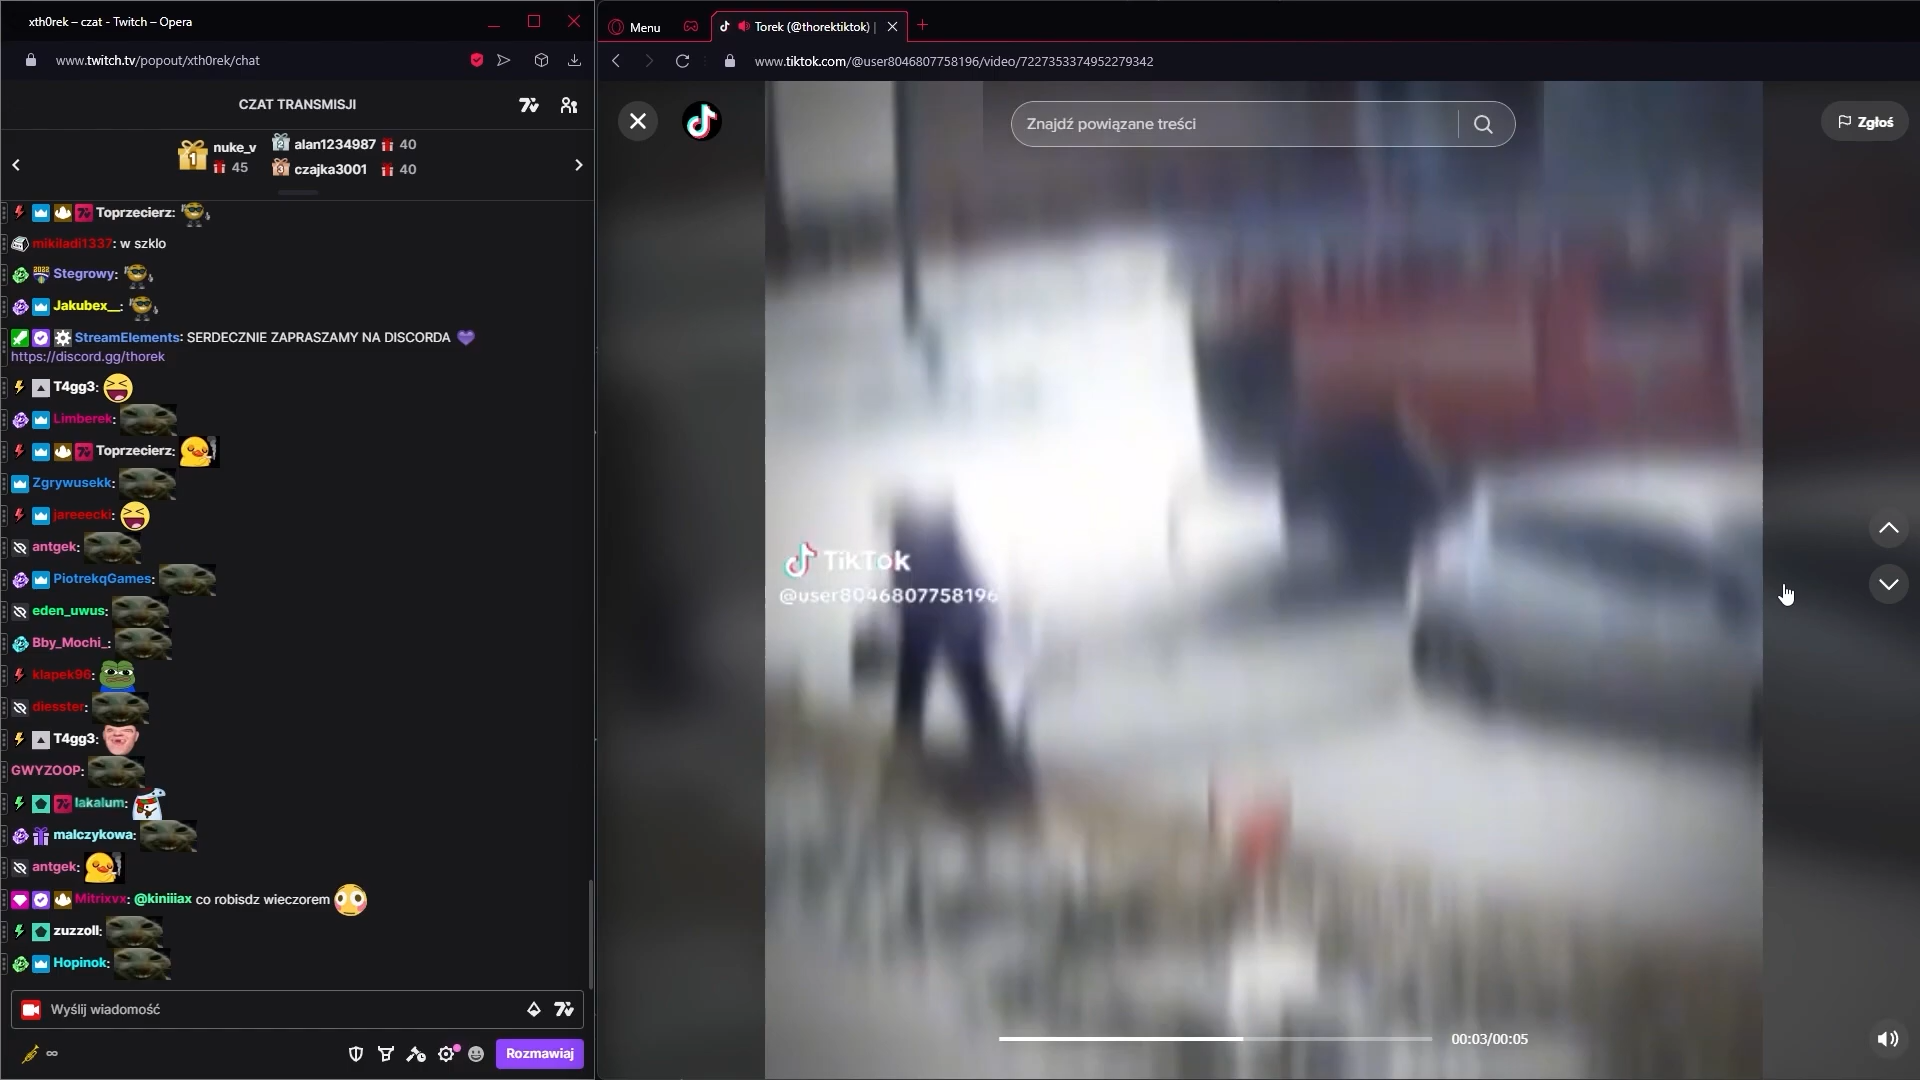 xth0rek – czat - Twitch – Opera
www.twitch.tv/popout/xth0rek/chat
CZAT TRANSMISJI
1
nuke_v
45
2
alan1234987
40
3
czajka3001
40
Toprzecierz:
mikiladi1337: w szklo
Stegrowy:
Jakubex__:
StreamElements: SERDECZNIE ZAPRASZAMY NA DISCORDA
https://discord.gg/thorek
T4gg3:
Limberek:
Toprzecierz:
Zgrywusekk:
jareeecki:
antgek:
PiotrekqGames:
eden_uwus:
Bby_Mochi_:
klapek96:
diesster:
T4gg3:
GWYZOOP:
lakalum:
malczykowa:
antgek:
Mitrixvx: @kiniiiax co robisdz wieczorem
zuzzoll:
Hopinok:
Wyślij wiadomość
∞
Rozmawiaj
Menu
Torek (@thorektiktok) |
www.tiktok.com/@user8046807758196/video/7227353374952279342
Znajdź powiązane treści
Zgłoś
TikTok
@user8046807758196
00:03/00:05